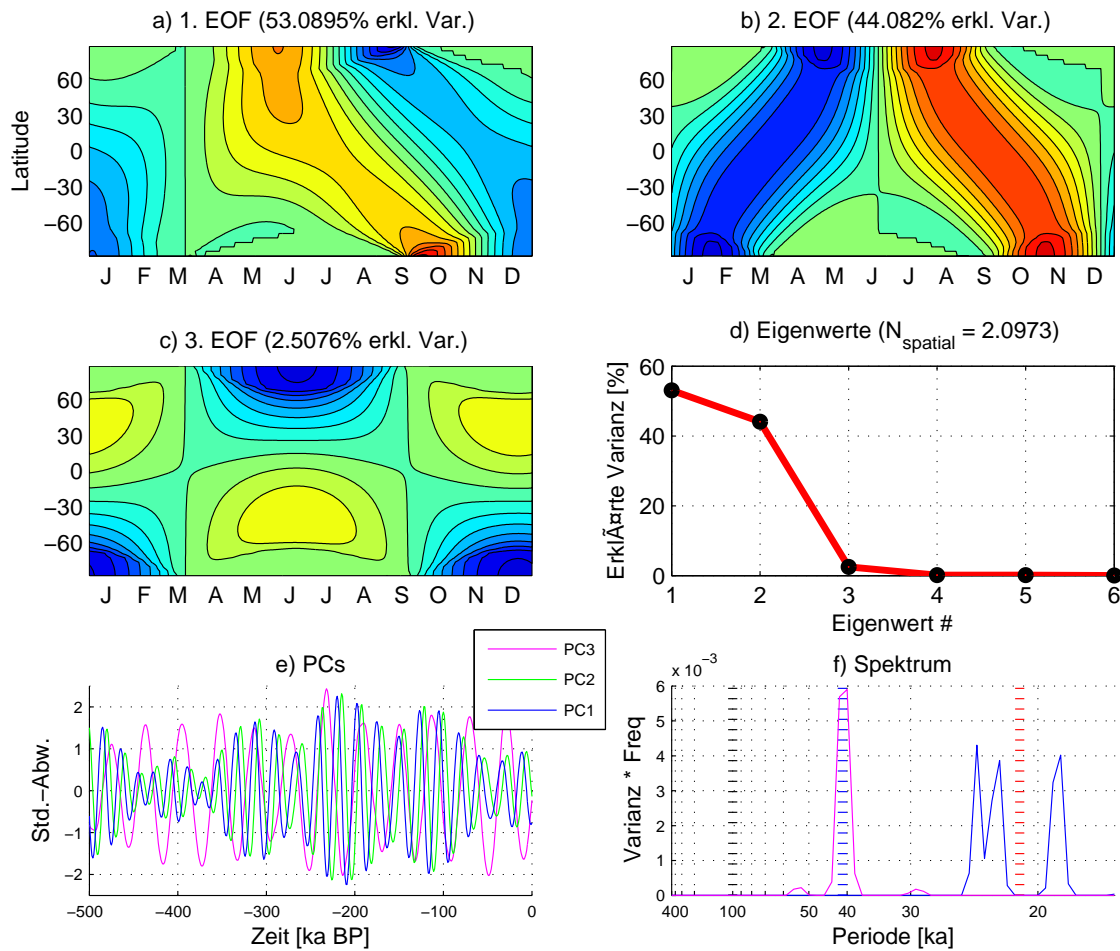 a) 1. EOF (53.0895% erkl. Var.)
Latitude
60
30
0
−30
−60
J F M A M J J A S O N D
b) 2. EOF (44.082% erkl. Var.)
60
30
0
−30
−60
J F M A M J J A S O N D
c) 3. EOF (2.5076% erkl. Var.)
60
30
0
−30
−60
J F M A M J J A S O N D
d) Eigenwerte (N_spatial = 2.0973)
ErklÃ¤rte Varianz [%]
60
40
20
0
1 2 3 4 5 6
Eigenwert #
e) PCs
PC3
PC2
PC1
Std.−Abw.
2
1
0
−1
−2
−500 −400 −300 −200 −100 0
Zeit [ka BP]
f) Spektrum
x 10^−3
Varianz * Freq
6
5
4
3
2
1
0
400 100 50 40 30 20
Periode [ka]